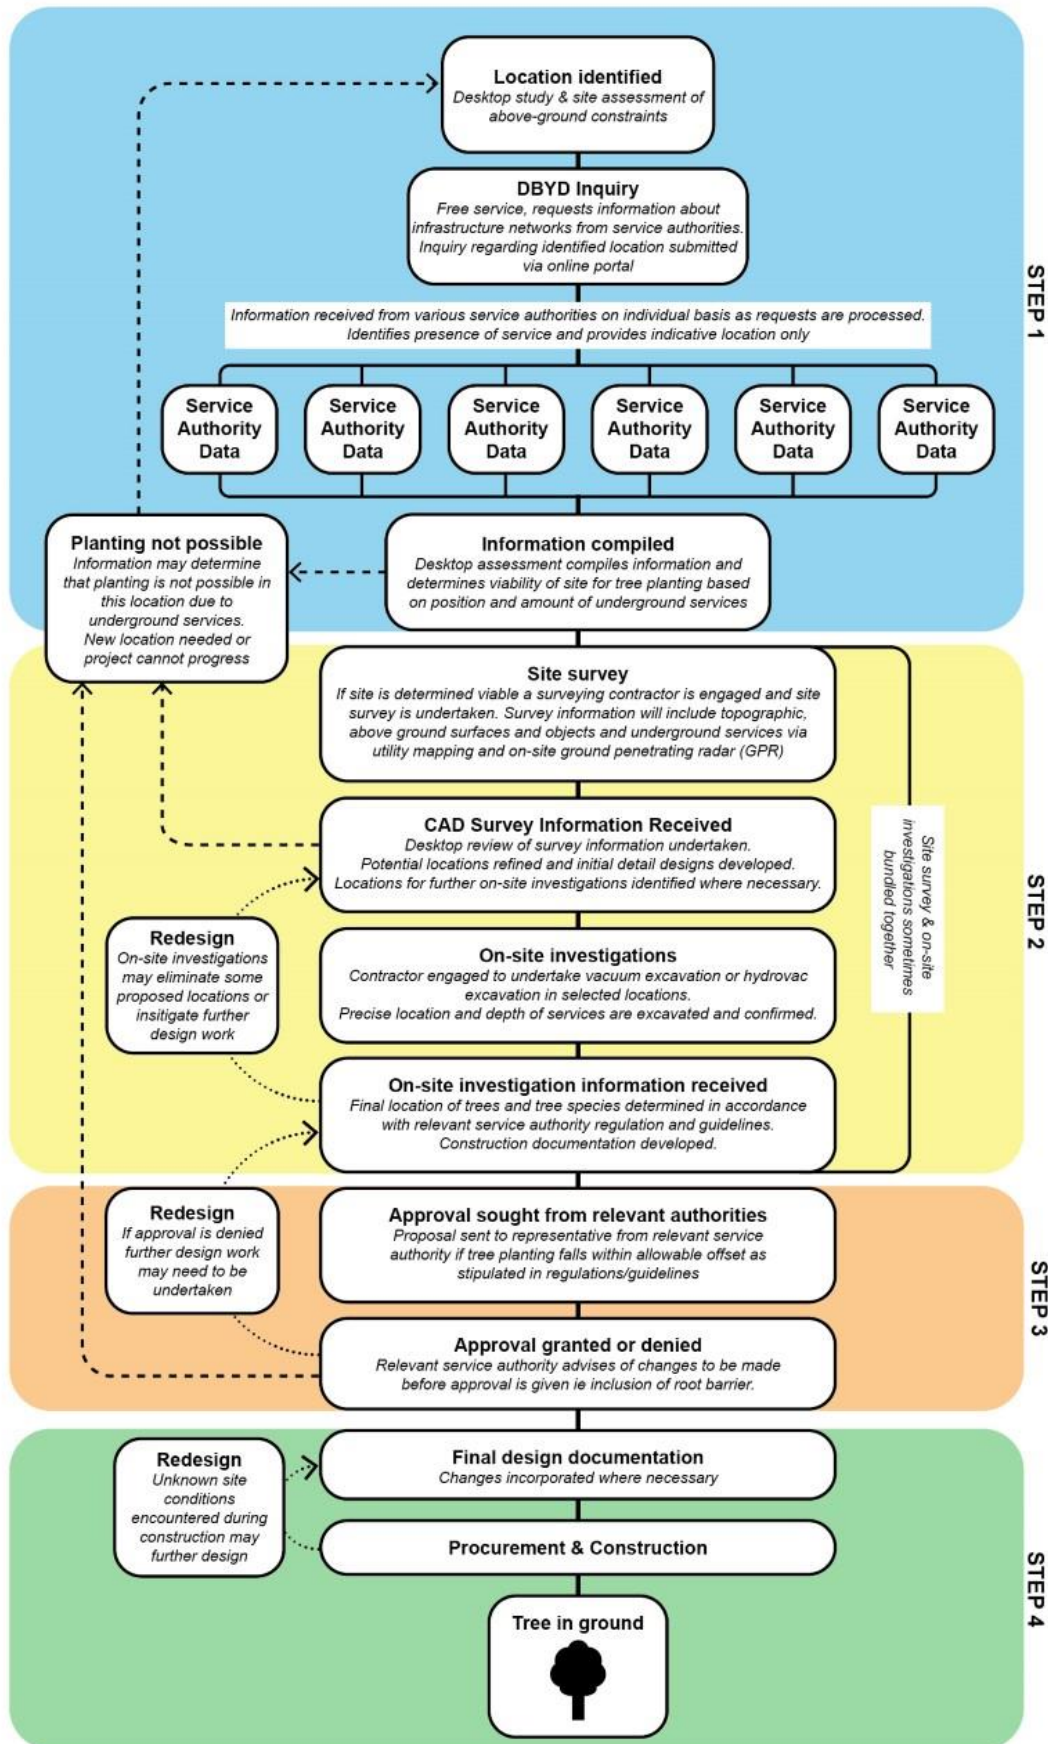 Location identified
Desktop study & site assessment of
above-ground constraints
DBYD Inquiry
Free service, requests information about
infrastructure networks from service authorities.
Inquiry regarding identified location submitted
via online portal
STEP 1
Information received from various service authorities on individual basis as requests are processed.
Identifies presence of service and provides indicative location only
Service
Authority
Data
Service
Authority
Data
Service
Authority
Data
Service
Authority
Data
Service
Authority
Data
Service
Authority
Data
Planting not possible
Information may determine
that planting is not possible in
this location due to
underground services.
New location needed or
project cannot progress
Information compiled
Desktop assessment compiles information and
determines viability of site for tree planting based
on position and amount of underground services
Site survey
If site is determined viable a surveying contractor is engaged and site
survey is undertaken. Survey information will include topographic,
above ground surfaces and objects and underground services via
utility mapping and on-site ground penetrating radar (GPR)
CAD Survey Information Received
Desktop review of survey information undertaken.
Potential locations refined and initial detail designs developed.
Locations for further on-site investigations identified where necessary.
Site survey & on-site
investigations sometimes
bundled together
STEP 2
Redesign
On-site investigations
may eliminate some
proposed locations or
insitigate further
design work
On-site investigations
Contractor engaged to undertake vacuum excavation or hydrovac
excavation in selected locations.
Precise location and depth of services are excavated and confirmed.
On-site investigation information received
Final location of trees and tree species determined in accordance
with relevant service authority regulation and guidelines.
Construction documentation developed.
Redesign
If approval is denied
further design work
may need to be
undertaken
Approval sought from relevant authorities
Proposal sent to representative from relevant service
authority if tree planting falls within allowable offset as
stipulated in regulations/guidelines
STEP 3
Approval granted or denied
Relevant service authority advises of changes to be made
before approval is given ie inclusion of root barrier.
Redesign
Unknown site
conditions
encountered during
construction may
further design
Final design documentation
Changes incorporated where necessary
Procurement & Construction
STEP 4
Tree in ground